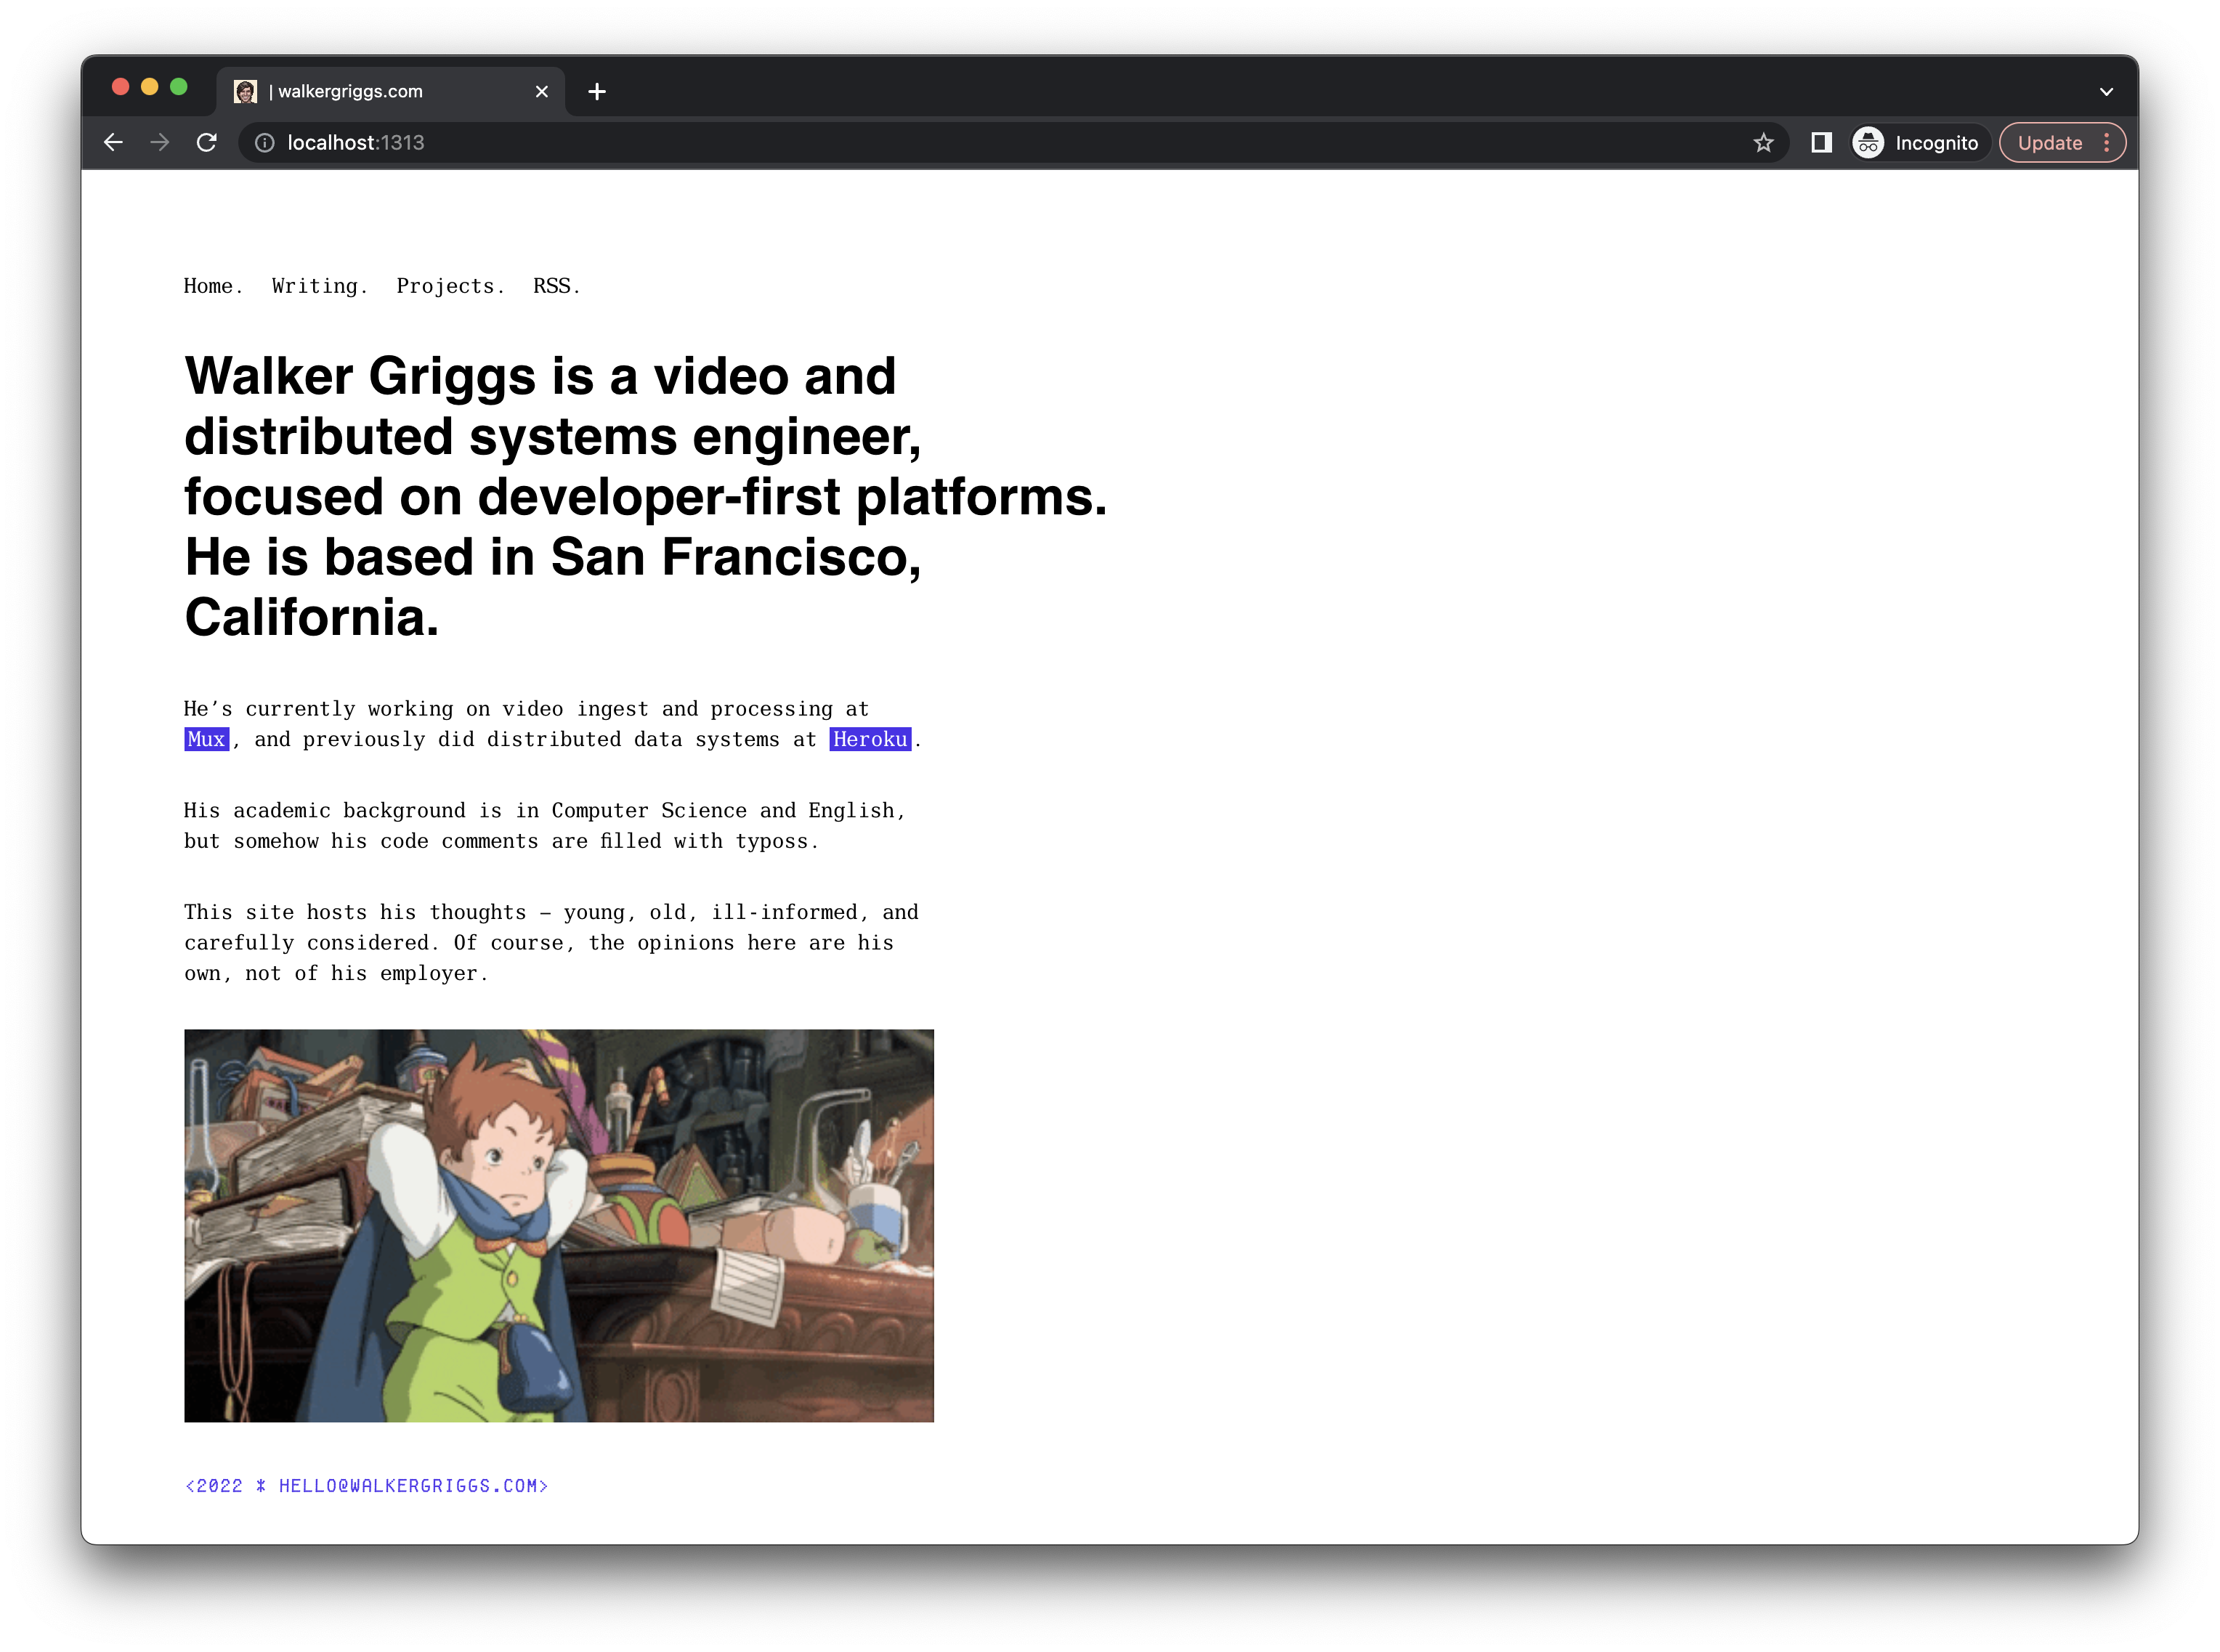 | walkergriggs.com
localhost:1313
Incognito
Update
Home. Writing. Projects. RSS.
Walker Griggs is a video and
distributed systems engineer,
focused on developer-first platforms.
He is based in San Francisco,
California.
He’s currently working on video ingest and processing at
Mux, and previously did distributed data systems at Heroku.
His academic background is in Computer Science and English,
but somehow his code comments are filled with typoss.
This site hosts his thoughts – young, old, ill-informed, and
carefully considered. Of course, the opinions here are his
own, not of his employer.
<2022 * HELLO@WALKERGRIGGS.COM>